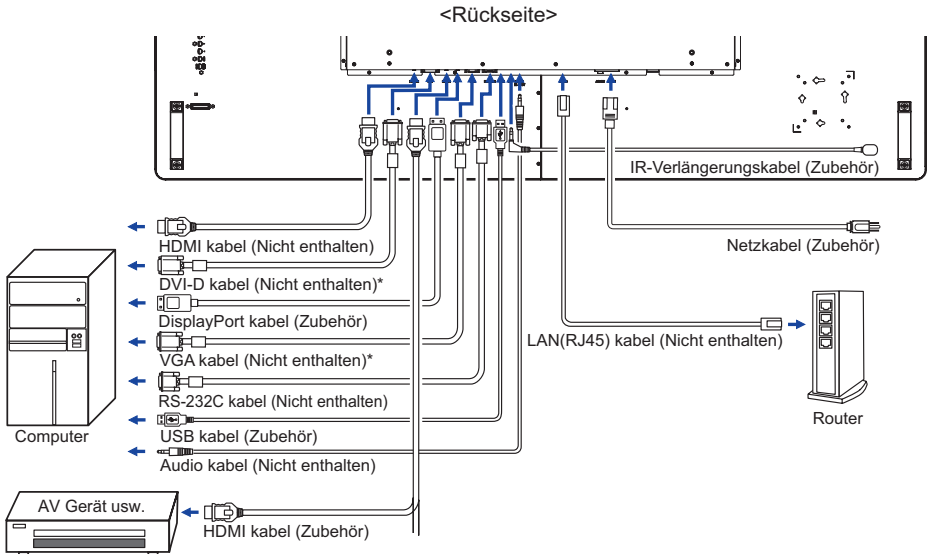 <Rückseite>
IR-Verlängerungskabel (Zubehör)
HDMI kabel (Nicht enthalten)
Netzkabel (Zubehör)
DVI-D kabel (Nicht enthalten)*
DisplayPort kabel (Zubehör)
LAN(RJ45) kabel (Nicht enthalten)
VGA kabel (Nicht enthalten)*
RS-232C kabel (Nicht enthalten)
Router
Computer
USB kabel (Zubehör)
Audio kabel (Nicht enthalten)
AV Gerät usw.
HDMI kabel (Zubehör)